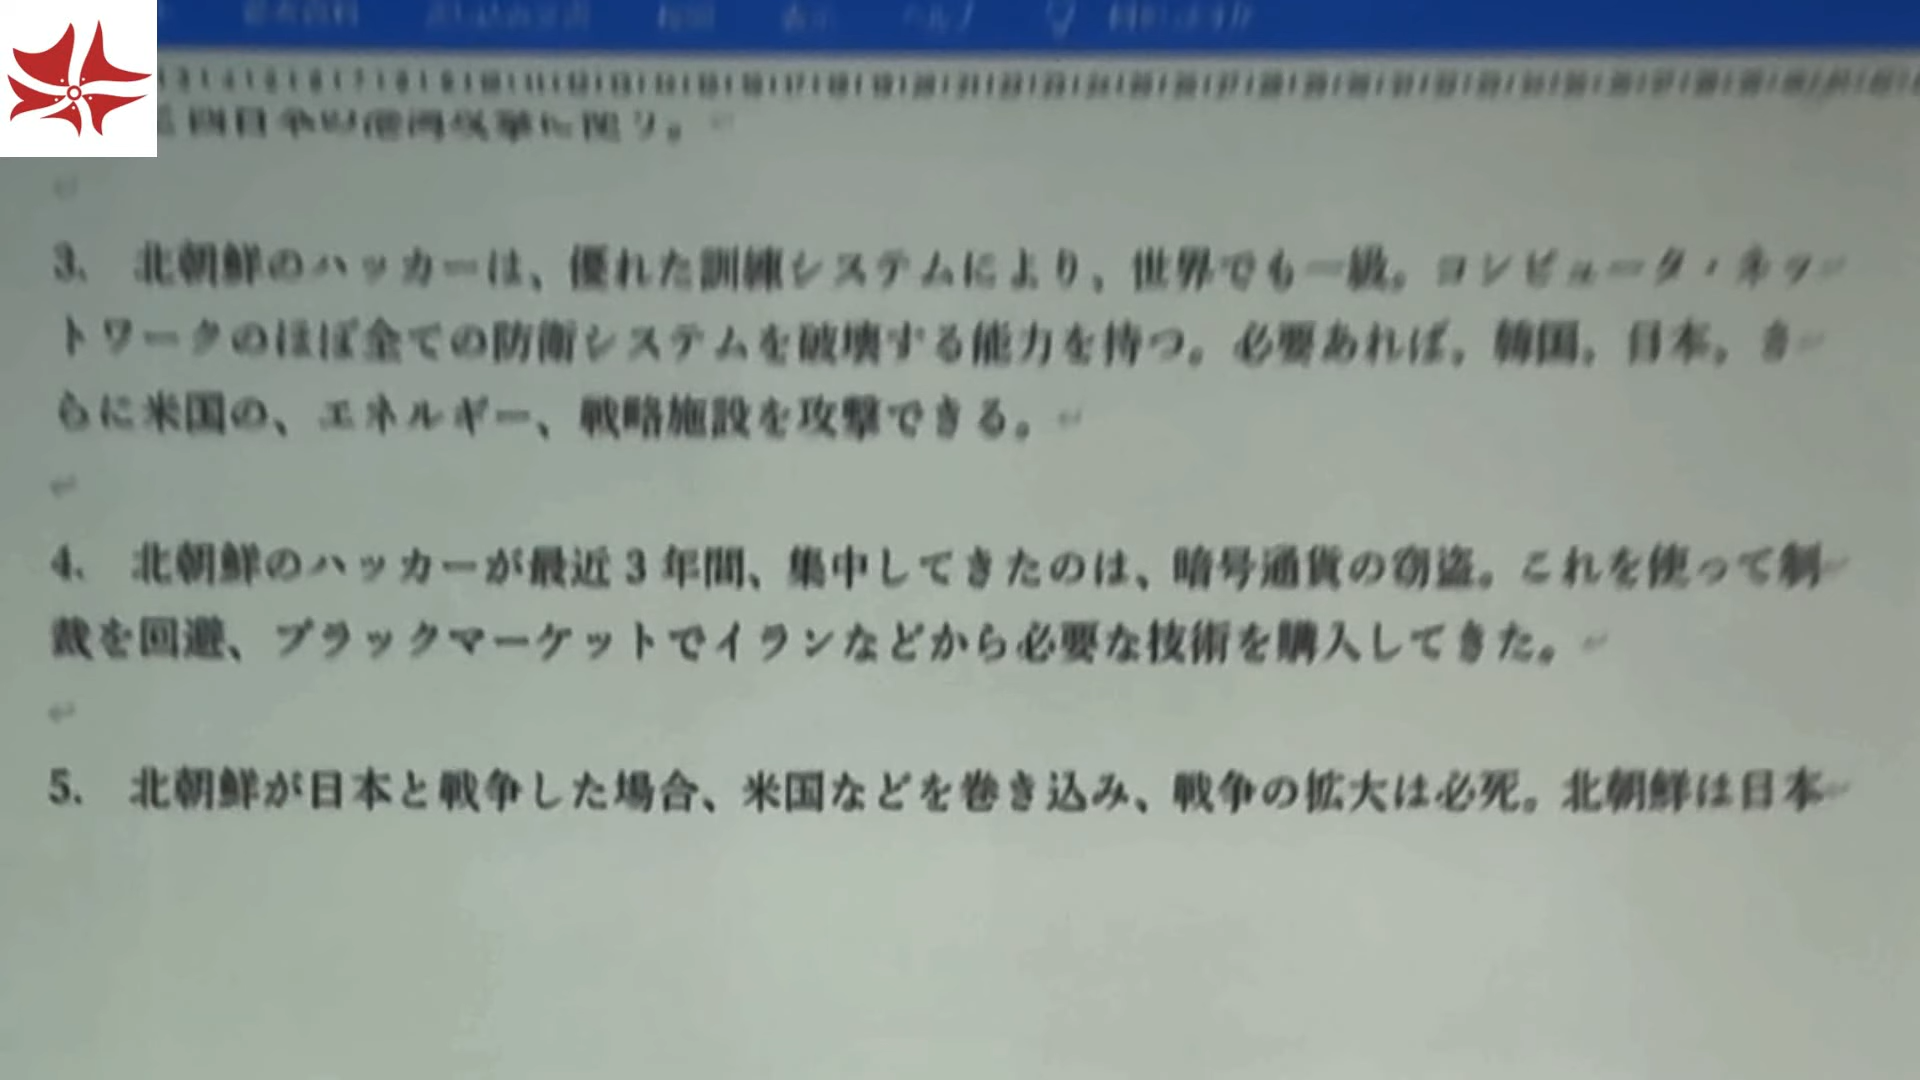 3. 北朝鮮のハッカーは、優れた訓練システムにより、世界でも一級。コンピュータ・ネッ
トワークのほぼ全ての防衛システムを破壊する能力を持つ。必要あれば、韓国、日本、さ
らに米国の、エネルギー、戦略施設を攻撃できる。
4. 北朝鮮のハッカーが最近3年間、集中してきたのは、暗号通貨の窃盗。これを使って制
裁を回避、ブラックマーケットでイランなどから必要な技術を購入してきた。
5. 北朝鮮が日本と戦争した場合、米国などを巻き込み、戦争の拡大は必死。北朝鮮は日本